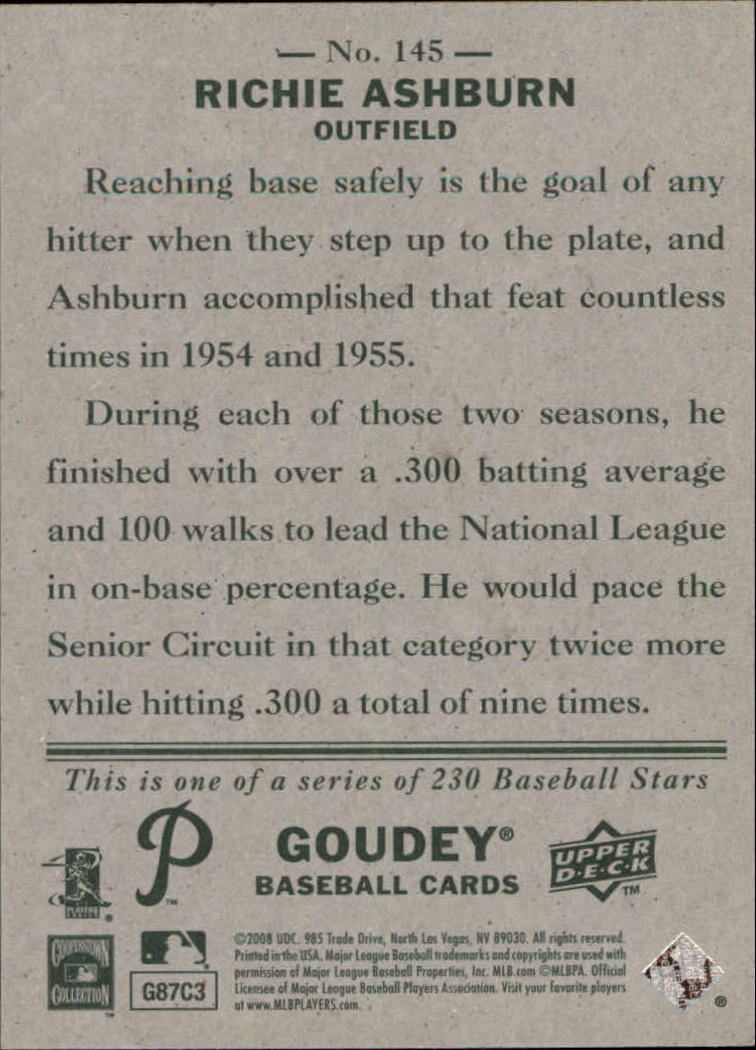 — No. 145 —
RICHIE ASHBURN
OUTFIELD
Reaching base safely is the goal of any
hitter when they step up to the plate, and
Ashburn accomplished that feat countless
times in 1954 and 1955.
During each of those two seasons, he
finished with over a .300 batting average
and 100 walks to lead the National League
in on-base percentage. He would pace the
Senior Circuit in that category twice more
while hitting .300 a total of nine times.
This is one of a series of 230 Baseball Stars
P™
GOUDEY®
BASEBALL CARDS
UPPER
D•E•C•K™
PLAYERS ®
COOPERSTOWN
COLLECTION™
G87C3
©2008 UDC. 985 Trade Drive, North Las Vegas, NV 89030. All rights reserved.
Printed in the USA. Major League Baseball trademarks and copyrights are used with
permission of Major League Baseball Properties, Inc. MLB.com ©MLBPA. Official
Licensee of Major League Baseball Players Association. Visit your favorite players
at www.MLBPLAYERS.com.
®